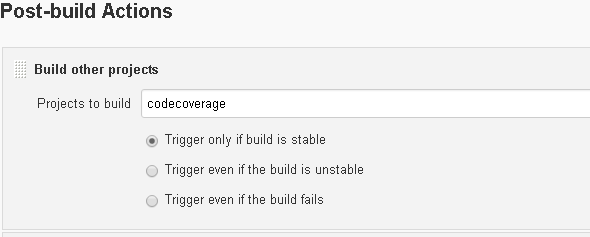 Post-build Actions
Build other projects
Projects to build codecoverage
Trigger only if build is stable
Trigger even if the build is unstable
Trigger even if the build fails